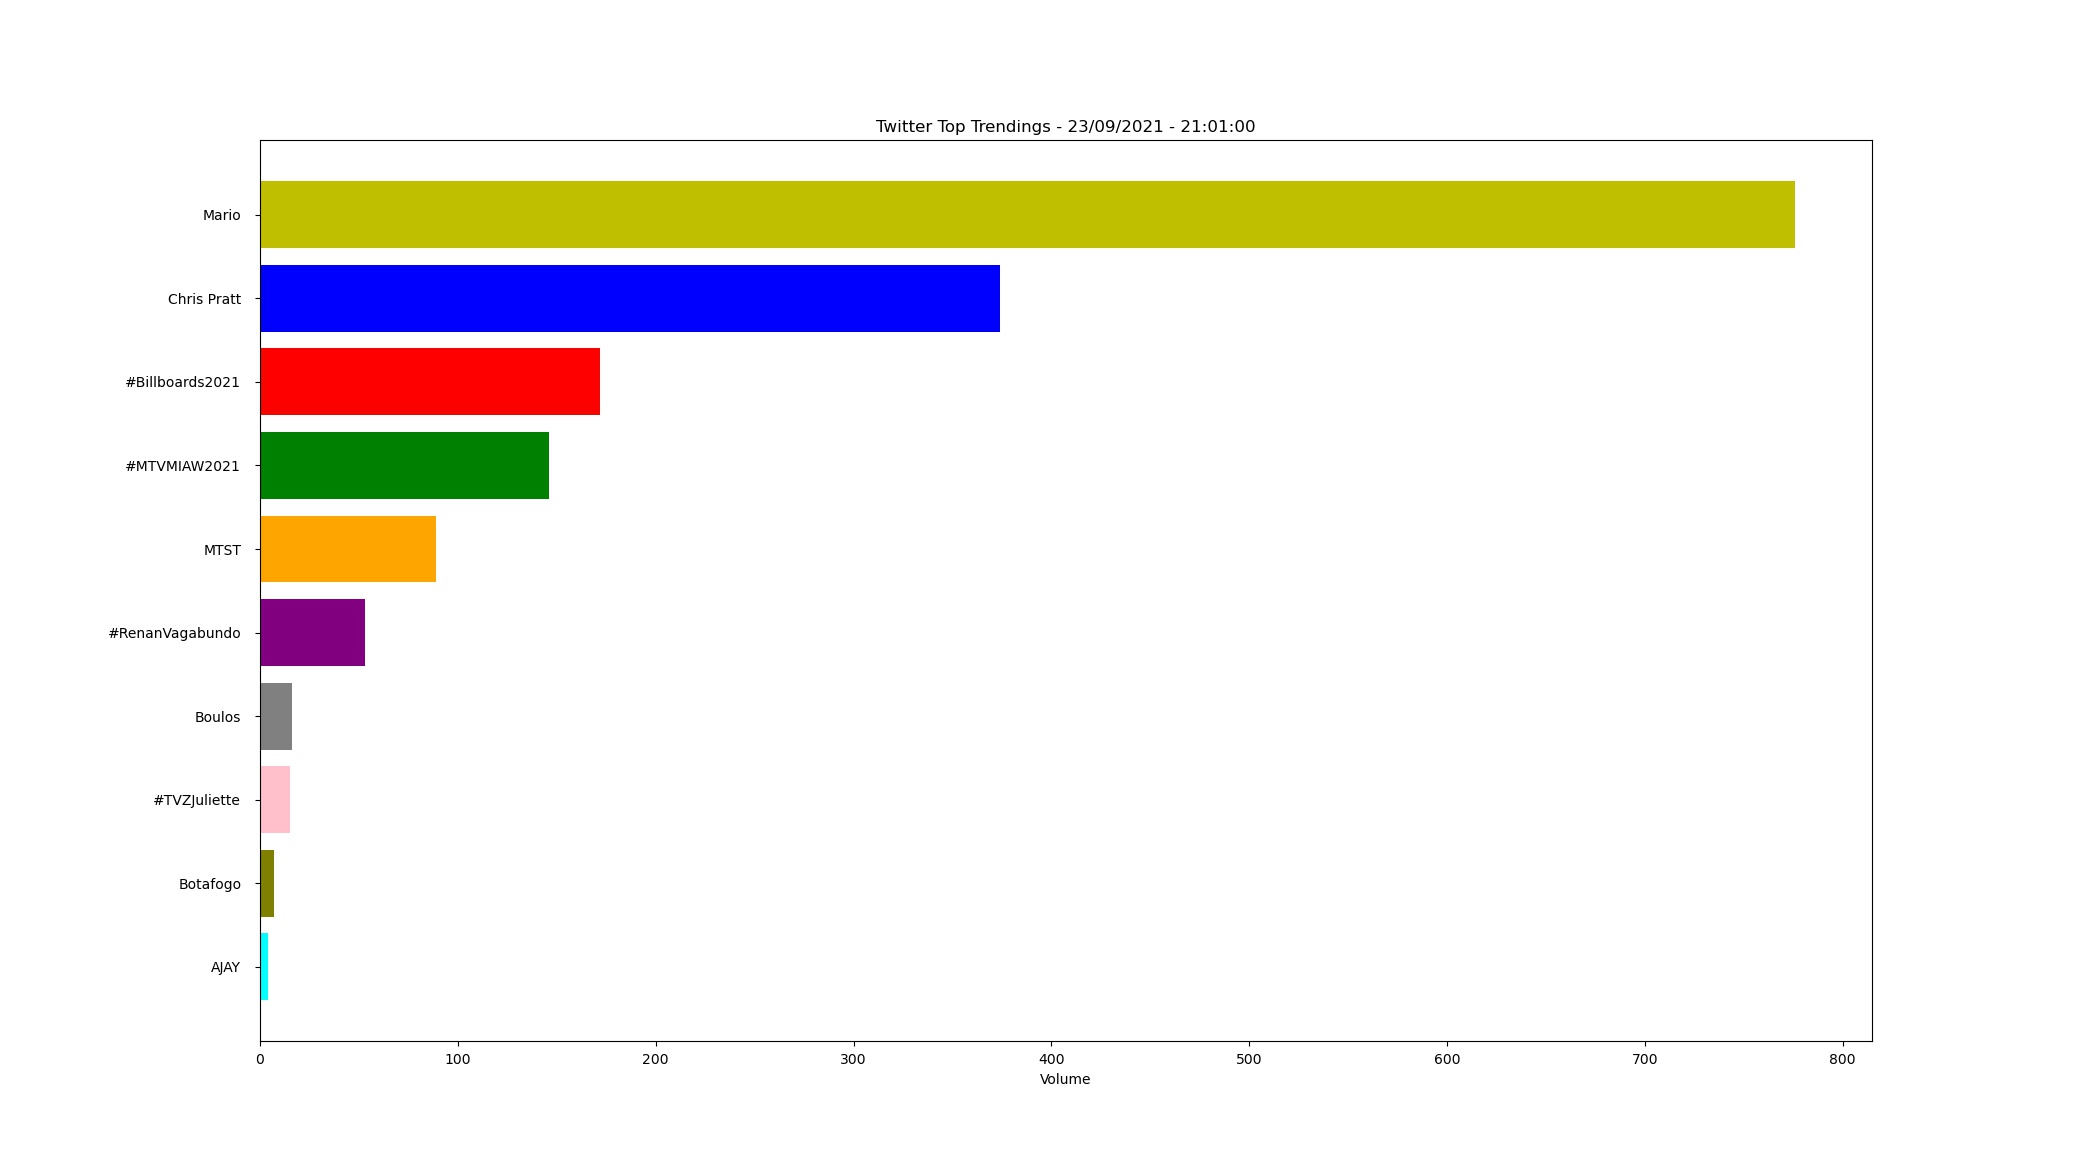 Twitter Top Trendings - 23/09/2021 - 21:01:00
Mario
Chris Pratt
#Billboards2021
#MTVMIAW2021
MTST
#RenanVagabundo
Boulos
#TVZJuliette
Botafogo
AJAY
0 100 200 300 400 500 600 700 800
Volume